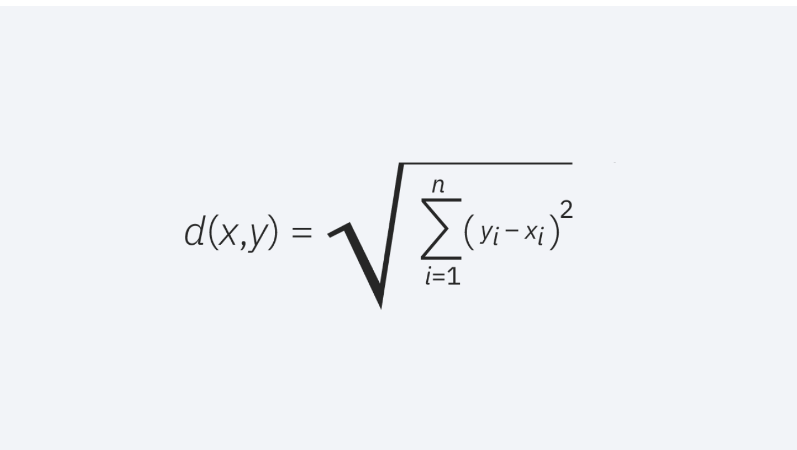 d(x,y) = √ n ∑ i=1 ( yᵢ − xᵢ )²